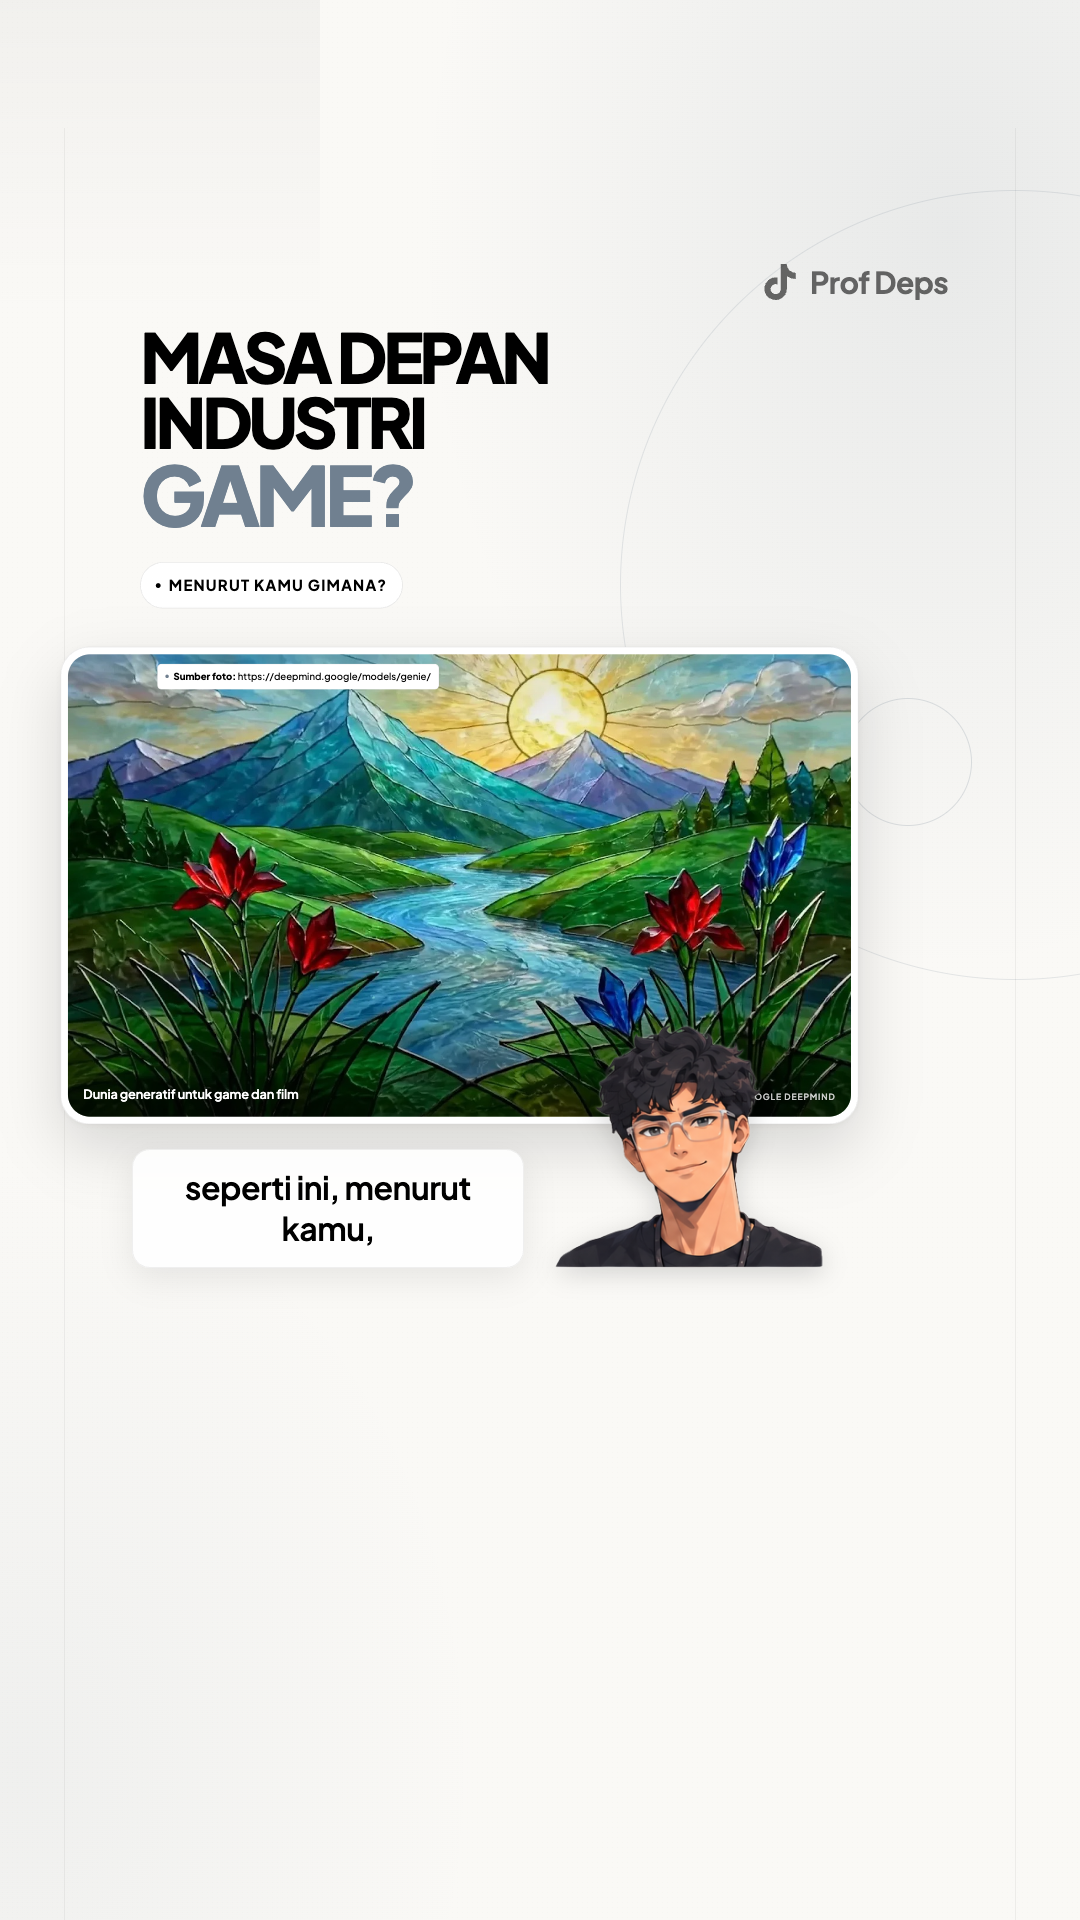 Prof Deps
MASA DEPAN
INDUSTRI
GAME?
• MENURUT KAMU GIMANA?
• Sumber foto: https://deepmind.google/models/genie/
Dunia generatif untuk game dan film
DEEPMIND
seperti ini, menurut
kamu,